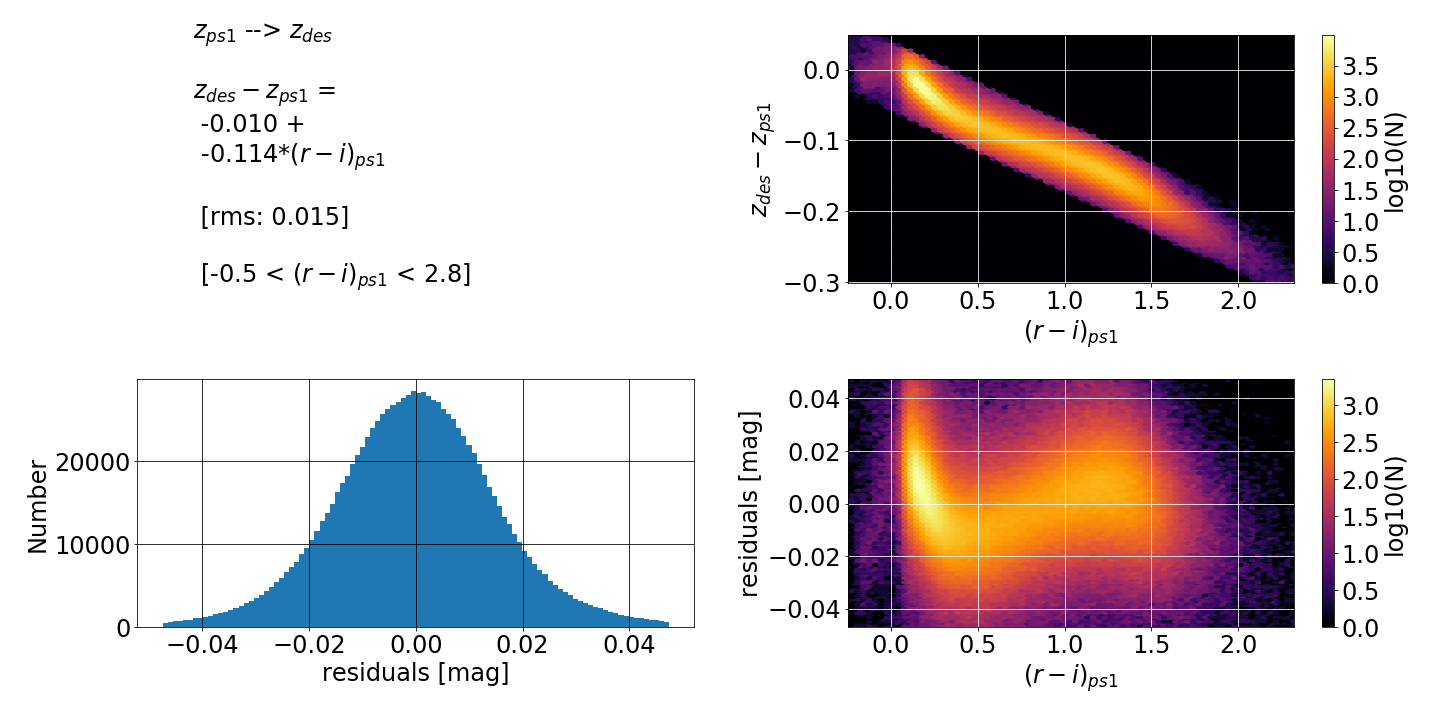 z_ps1 --> z_des
z_des − z_ps1 =
-0.010 +
-0.114*(r − i)_ps1
[rms: 0.015]
[-0.5 < (r − i)_ps1 < 2.8]
z_des − z_ps1
0.0
−0.1
−0.2
−0.3
0.0 0.5 1.0 1.5 2.0
(r − i)_ps1
3.5
3.0
2.5
2.0
1.5
1.0
0.5
0.0
log10(N)
Number
20000
10000
0
−0.04 −0.02 0.00 0.02 0.04
residuals [mag]
residuals [mag]
0.04
0.02
0.00
−0.02
−0.04
0.0 0.5 1.0 1.5 2.0
(r − i)_ps1
3.0
2.5
2.0
1.5
1.0
0.5
0.0
log10(N)